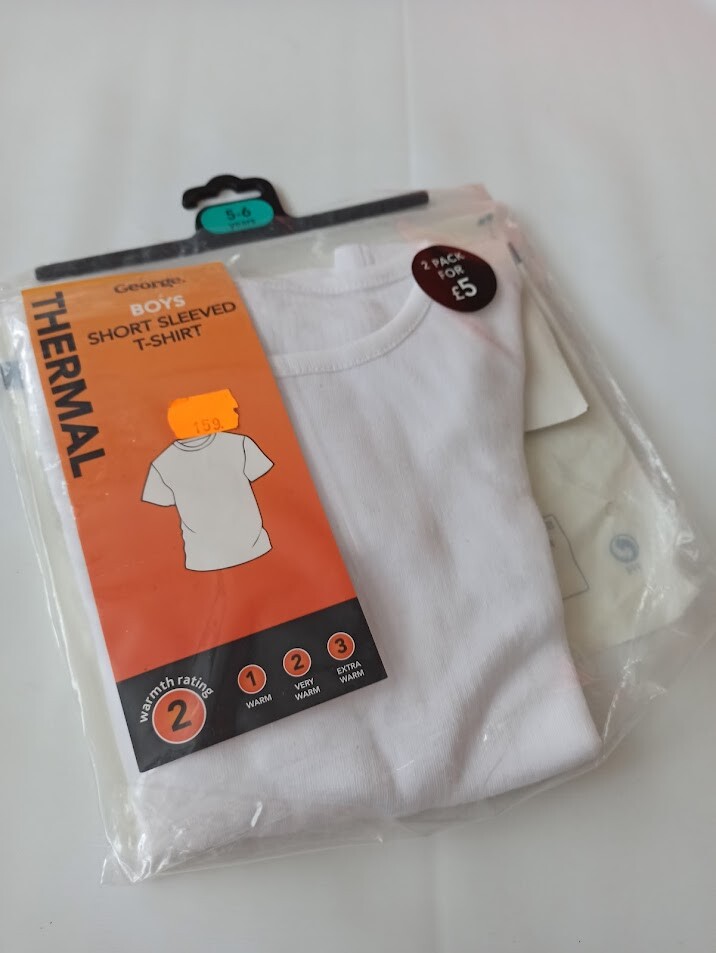 5-6
YEARS
George.
BOYS
SHORT SLEEVED
T-SHIRT
THERMAL
2 PACK
FOR
£5
159
warmth rating
2
1
WARM
2
VERY
WARM
3
EXTRA
WARM